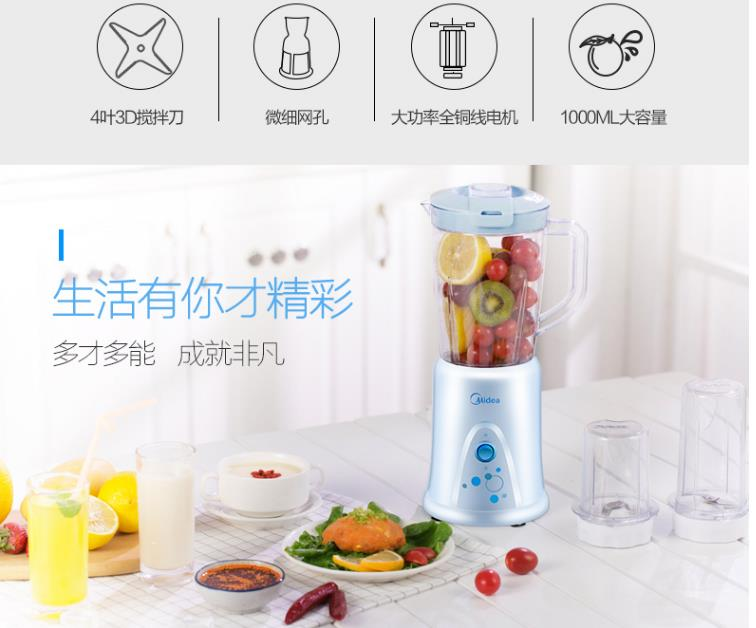 4叶3D搅拌刀
微细网孔
大功率全铜线电机
1000ML大容量
生活有你才精彩
多才多能 成就非凡
Midea